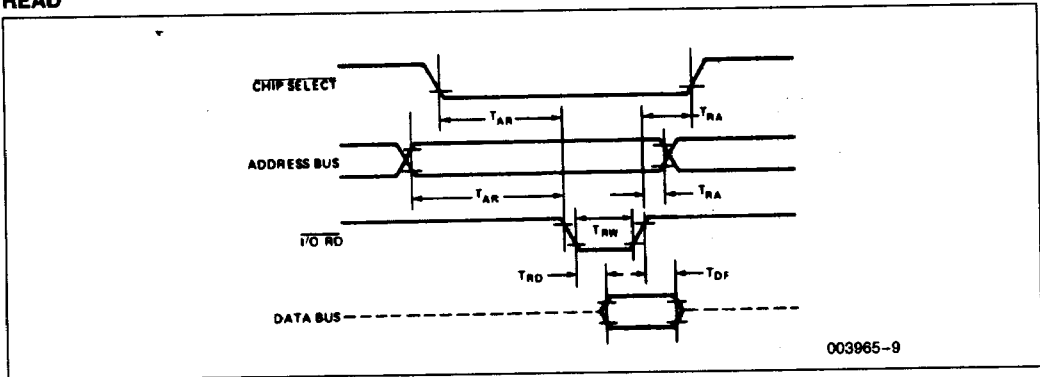 READ
CHIP SELECT
TAR
TRA
ADDRESS BUS
TAR
TRA
I/O RD
TRW
TRD
TDF
DATA BUS
003965-9